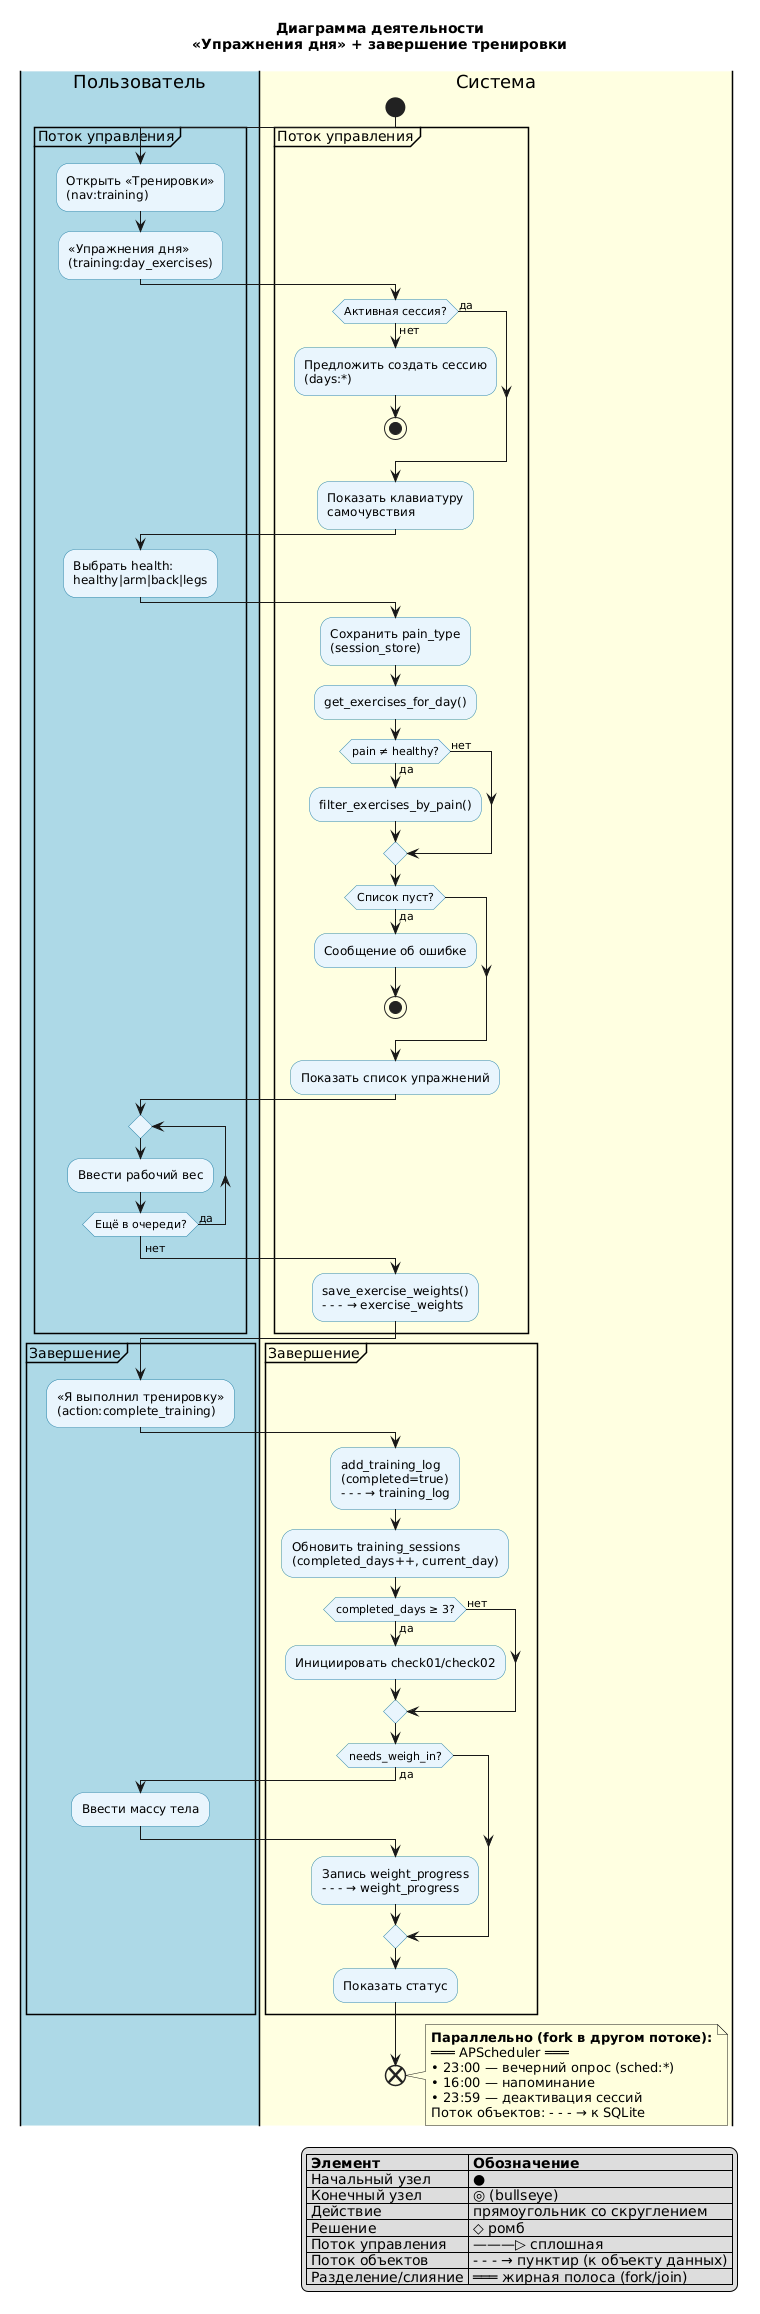 Диаграмма деятельности
«Упражнения дня» + завершение тренировки
Пользователь
Система
Поток управления
Поток управления
Открыть «Тренировки»
(nav:training)
«Упражнения дня»
(training:day_exercises)
Активная сессия?
да
нет
Предложить создать сессию
(days:*)
Показать клавиатуру
самочувствия
Выбрать health:
healthy|arm|back|legs
Сохранить pain_type
(session_store)
get_exercises_for_day()
pain ≠ healthy?
нет
да
filter_exercises_by_pain()
Список пуст?
да
Сообщение об ошибке
Показать список упражнений
Ввести рабочий вес
Ещё в очереди?
да
нет
save_exercise_weights()
- - - → exercise_weights
Завершение
Завершение
«Я выполнил тренировку»
(action:complete_training)
add_training_log
(completed=true)
- - - → training_log
Обновить training_sessions
(completed_days++, current_day)
completed_days ≥ 3?
нет
да
Инициировать check01/check02
needs_weigh_in?
да
Ввести массу тела
Запись weight_progress
- - - → weight_progress
Показать статус
Параллельно (fork в другом потоке):
═══ APScheduler ═══
• 23:00 — вечерний опрос (sched:*)
• 16:00 — напоминание
• 23:59 — деактивация сессий
Поток объектов: - - - → к SQLite
Элемент Обозначение
Начальный узел ●
Конечный узел ◎ (bullseye)
Действие прямоугольник со скруглением
Решение ◇ ромб
Поток управления ———▷ сплошная
Поток объектов - - - → пунктир (к объекту данных)
Разделение/слияние ═══ жирная полоса (fork/join)